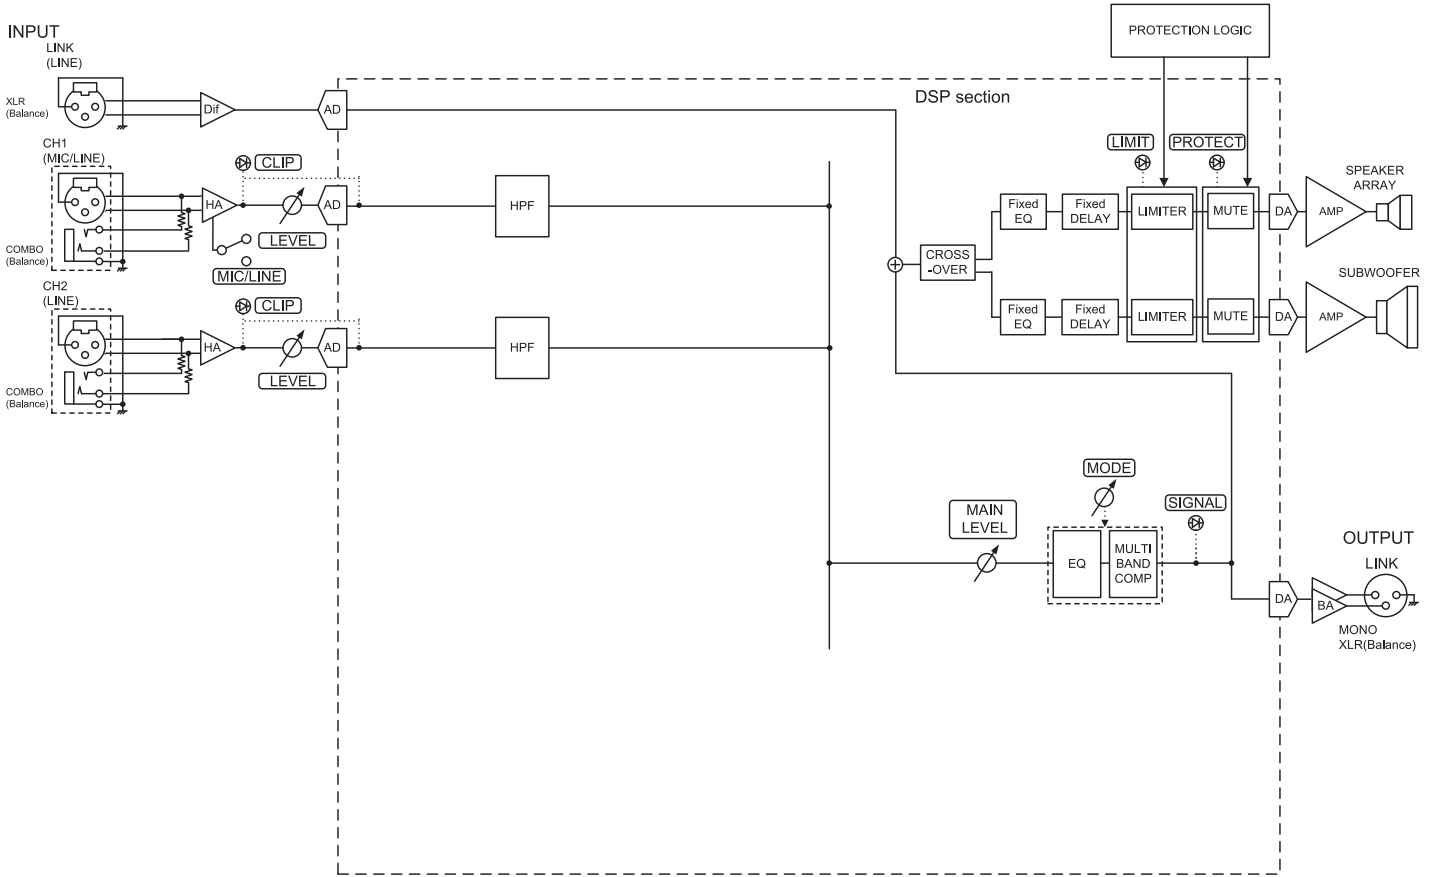 INPUT
LINK
(LINE)
XLR
(Balance)
Dif
AD
DSP section
PROTECTION LOGIC
CH1
(MIC/LINE)
COMBO
(Balance)
HA
CLIP
LEVEL
MIC/LINE
AD
HPF
CH2
(LINE)
COMBO
(Balance)
HA
CLIP
LEVEL
AD
HPF
CROSS
-OVER
Fixed
EQ
Fixed
DELAY
LIMIT
LIMITER
PROTECT
MUTE
DA
AMP
SPEAKER
ARRAY
Fixed
EQ
Fixed
DELAY
LIMITER
MUTE
DA
AMP
SUBWOOFER
MAIN
LEVEL
MODE
EQ
MULTI
BAND
COMP
SIGNAL
DA
BA
OUTPUT
LINK
MONO
XLR(Balance)